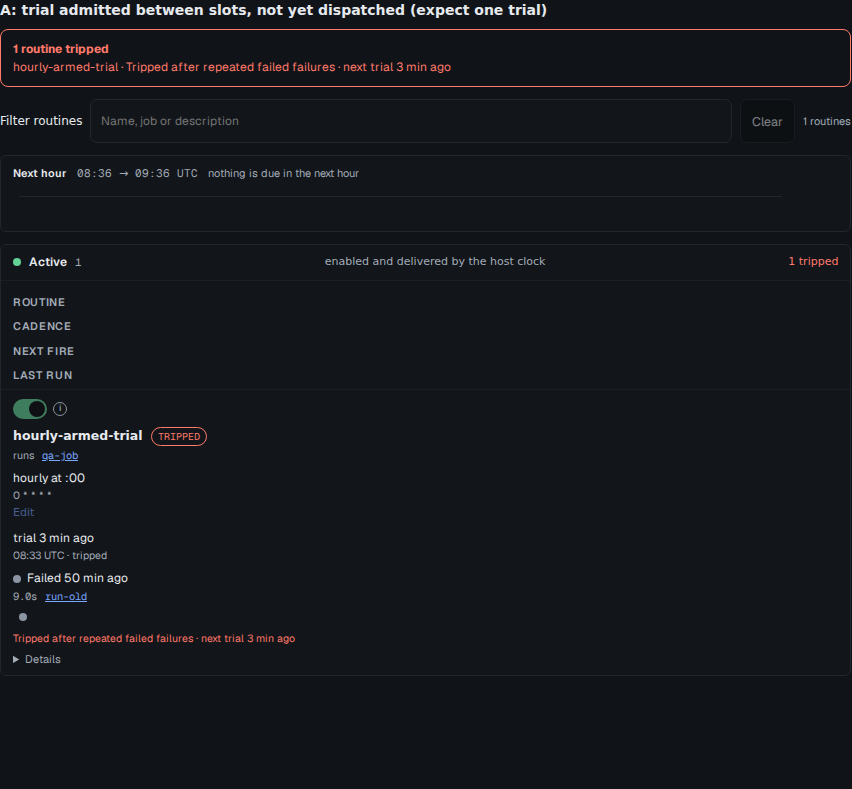 A: trial admitted between slots, not yet dispatched (expect one trial)
1 routine tripped
hourly-armed-trial · Tripped after repeated failed failures · next trial 3 min ago
Filter routines Name, job or description Clear 1 routines
Next hour 08:36 → 09:36 UTC nothing is due in the next hour
Active 1 enabled and delivered by the host clock 1 tripped
ROUTINE
CADENCE
NEXT FIRE
LAST RUN
hourly-armed-trial TRIPPED
runs qa-job
hourly at :00
0 * * * *
Edit
trial 3 min ago
08:33 UTC · tripped
Failed 50 min ago
9.0s run-old
Tripped after repeated failed failures · next trial 3 min ago
Details